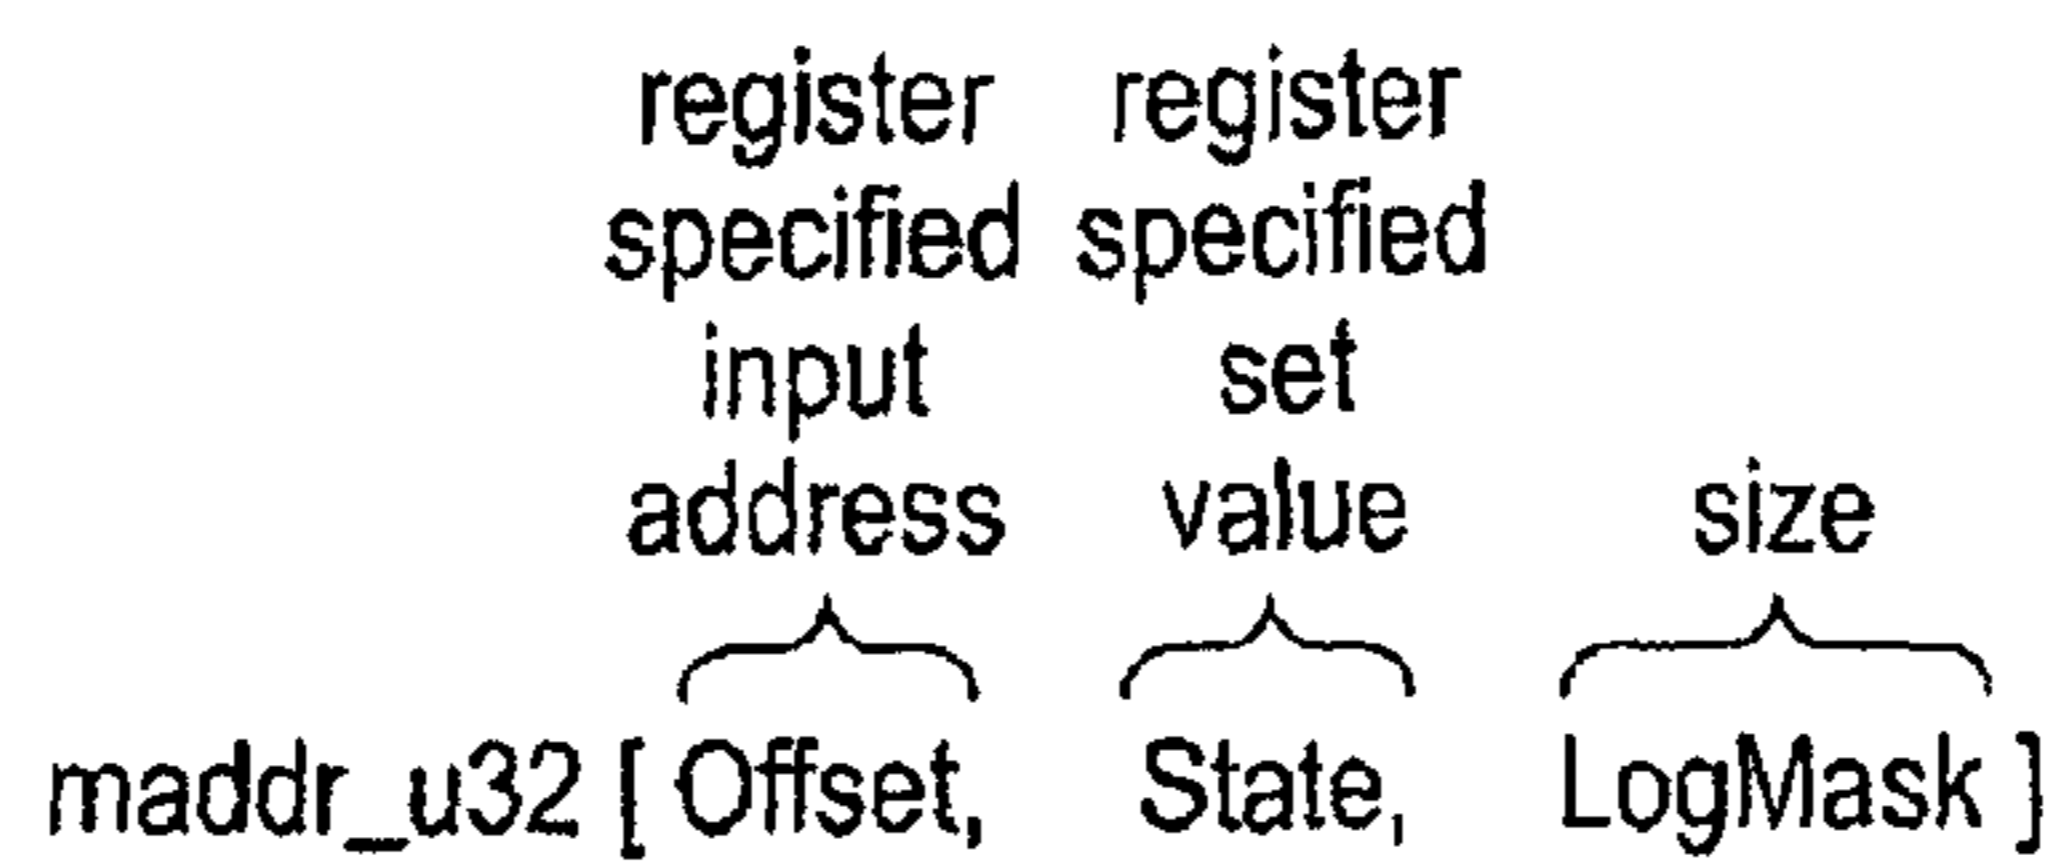 register register
specified specified
input set
address value size
maddr_u32 [ Offset, State, LogMask ]